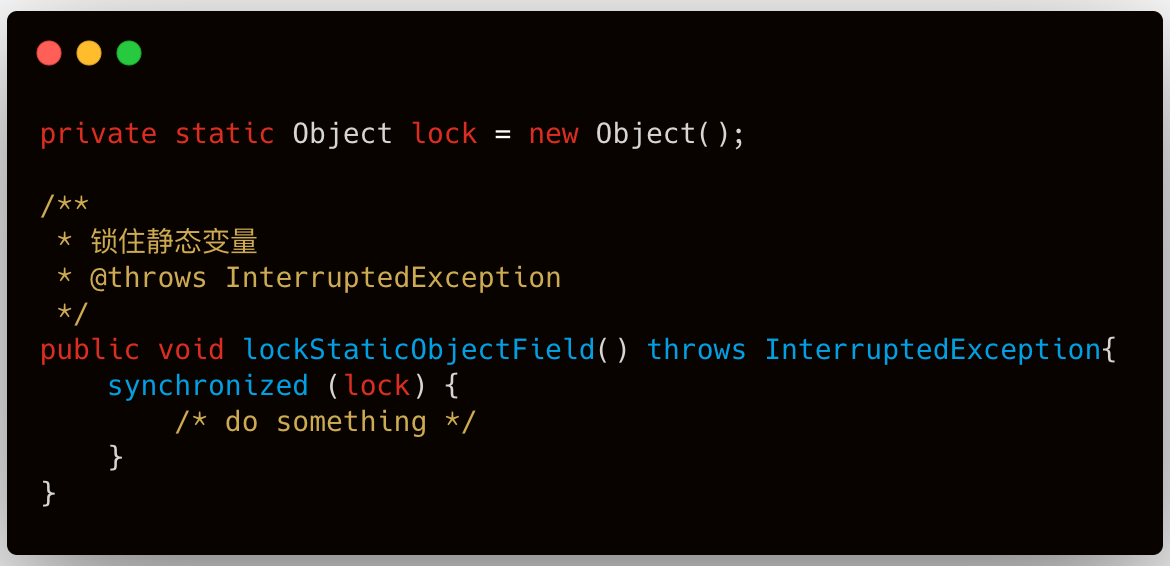 private static Object lock = new Object();
/**
 * 锁住静态变量
 * @throws InterruptedException
 */
public void lockStaticObjectField() throws InterruptedException{
    synchronized (lock) {
        /* do something */
    }
}